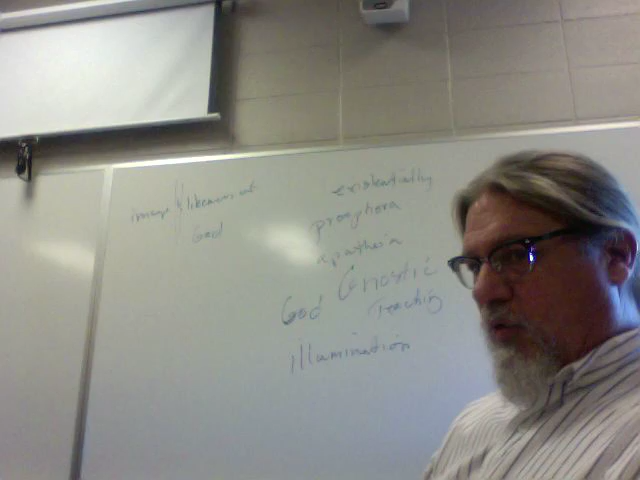 image//likeness of
God
existentially
prosphora
apatheia
Gnostic
God Teaching
illumination